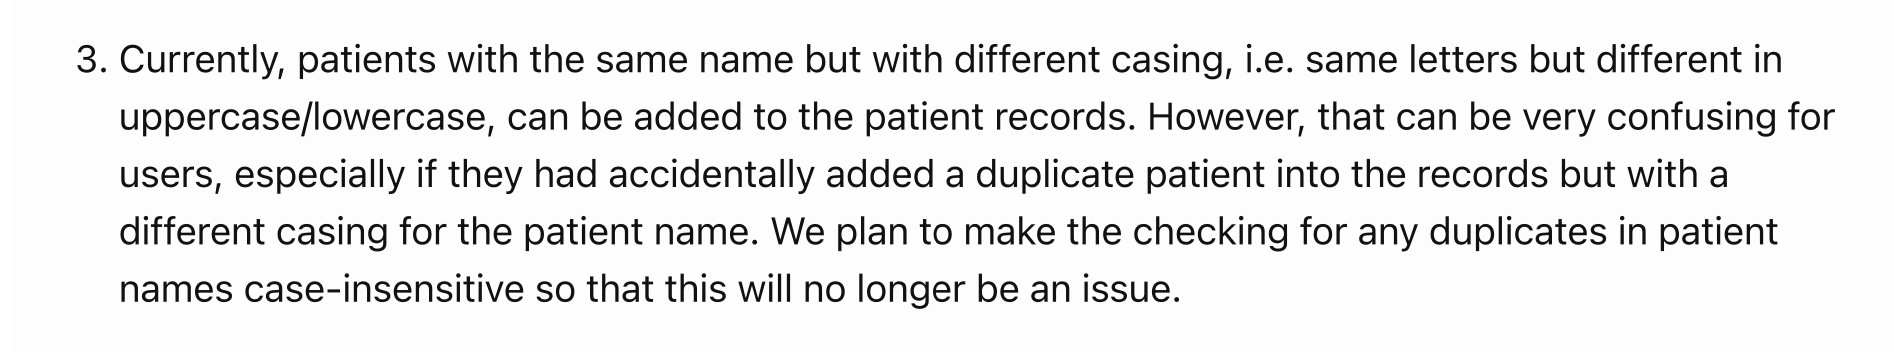 3. Currently, patients with the same name but with different casing, i.e. same letters but different in
uppercase/lowercase, can be added to the patient records. However, that can be very confusing for
users, especially if they had accidentally added a duplicate patient into the records but with a
different casing for the patient name. We plan to make the checking for any duplicates in patient
names case-insensitive so that this will no longer be an issue.